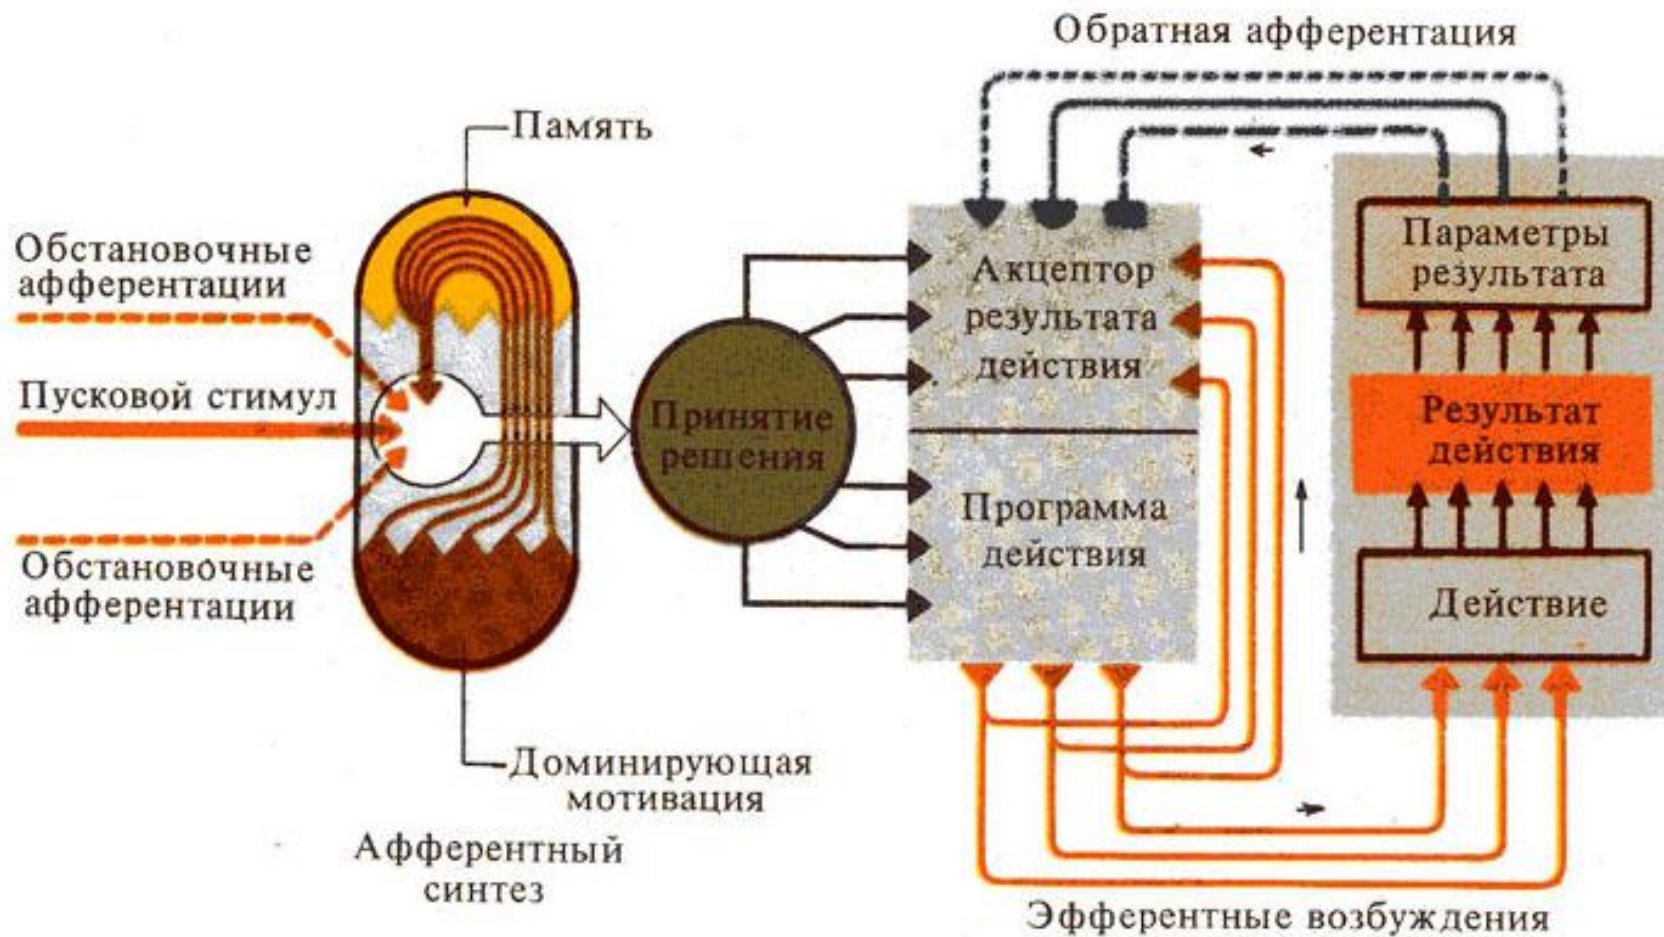 Обратная афферентация
Память
Обстановочные
афферентации
Пусковой стимул
Обстановочные
афферентации
Доминирующая
мотивация
Афферентный
синтез
Принятие
решения
Акцептор
результата
действия
Программа
действия
Параметры
результата
Результат
действия
Действие
Эфферентные возбуждения